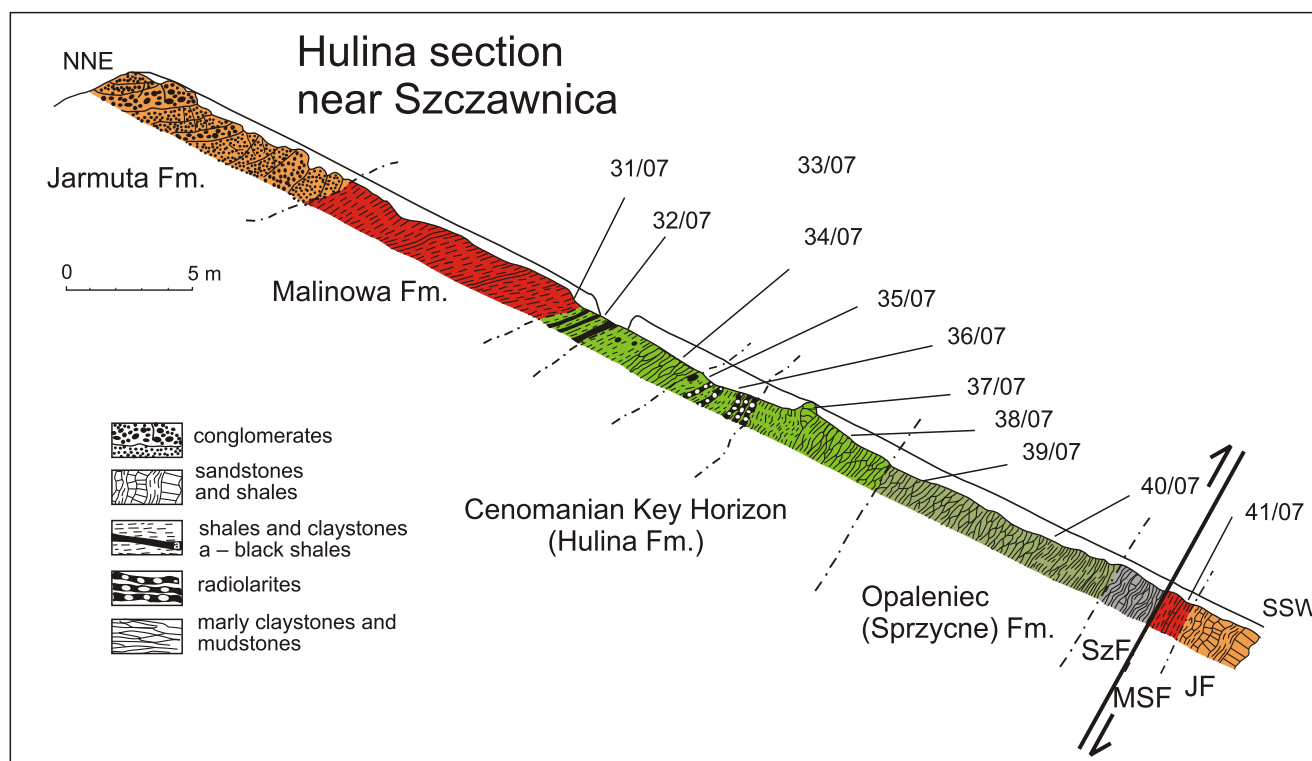 Hulina section
near Szczawnica
NNE
Jarmuta Fm.
0 5 m
Malinowa Fm.
31/07
32/07
33/07
34/07
35/07
36/07
37/07
38/07
39/07
40/07
41/07
Cenomanian Key Horizon
(Hulina Fm.)
Opaleniec
(Sprzycne) Fm.
SzF
MSF
JF
SSW
conglomerates
sandstones
and shales
a
shales and claystones
a – black shales
radiolarites
marly claystones and
mudstones